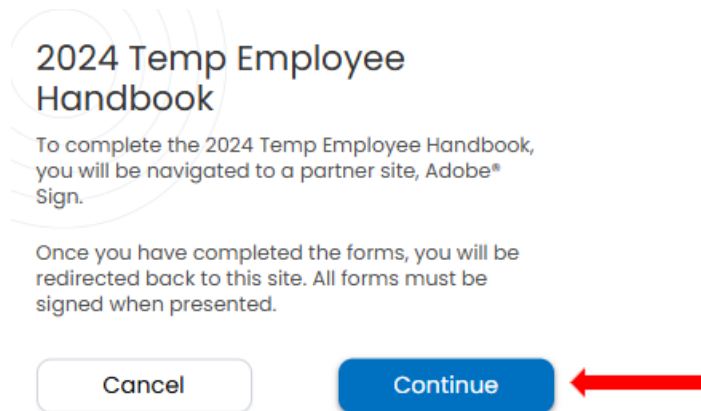 2024 Temp Employee
Handbook
To complete the 2024 Temp Employee Handbook,
you will be navigated to a partner site, Adobe®
Sign.
Once you have completed the forms, you will be
redirected back to this site. All forms must be
signed when presented.
Cancel
Continue